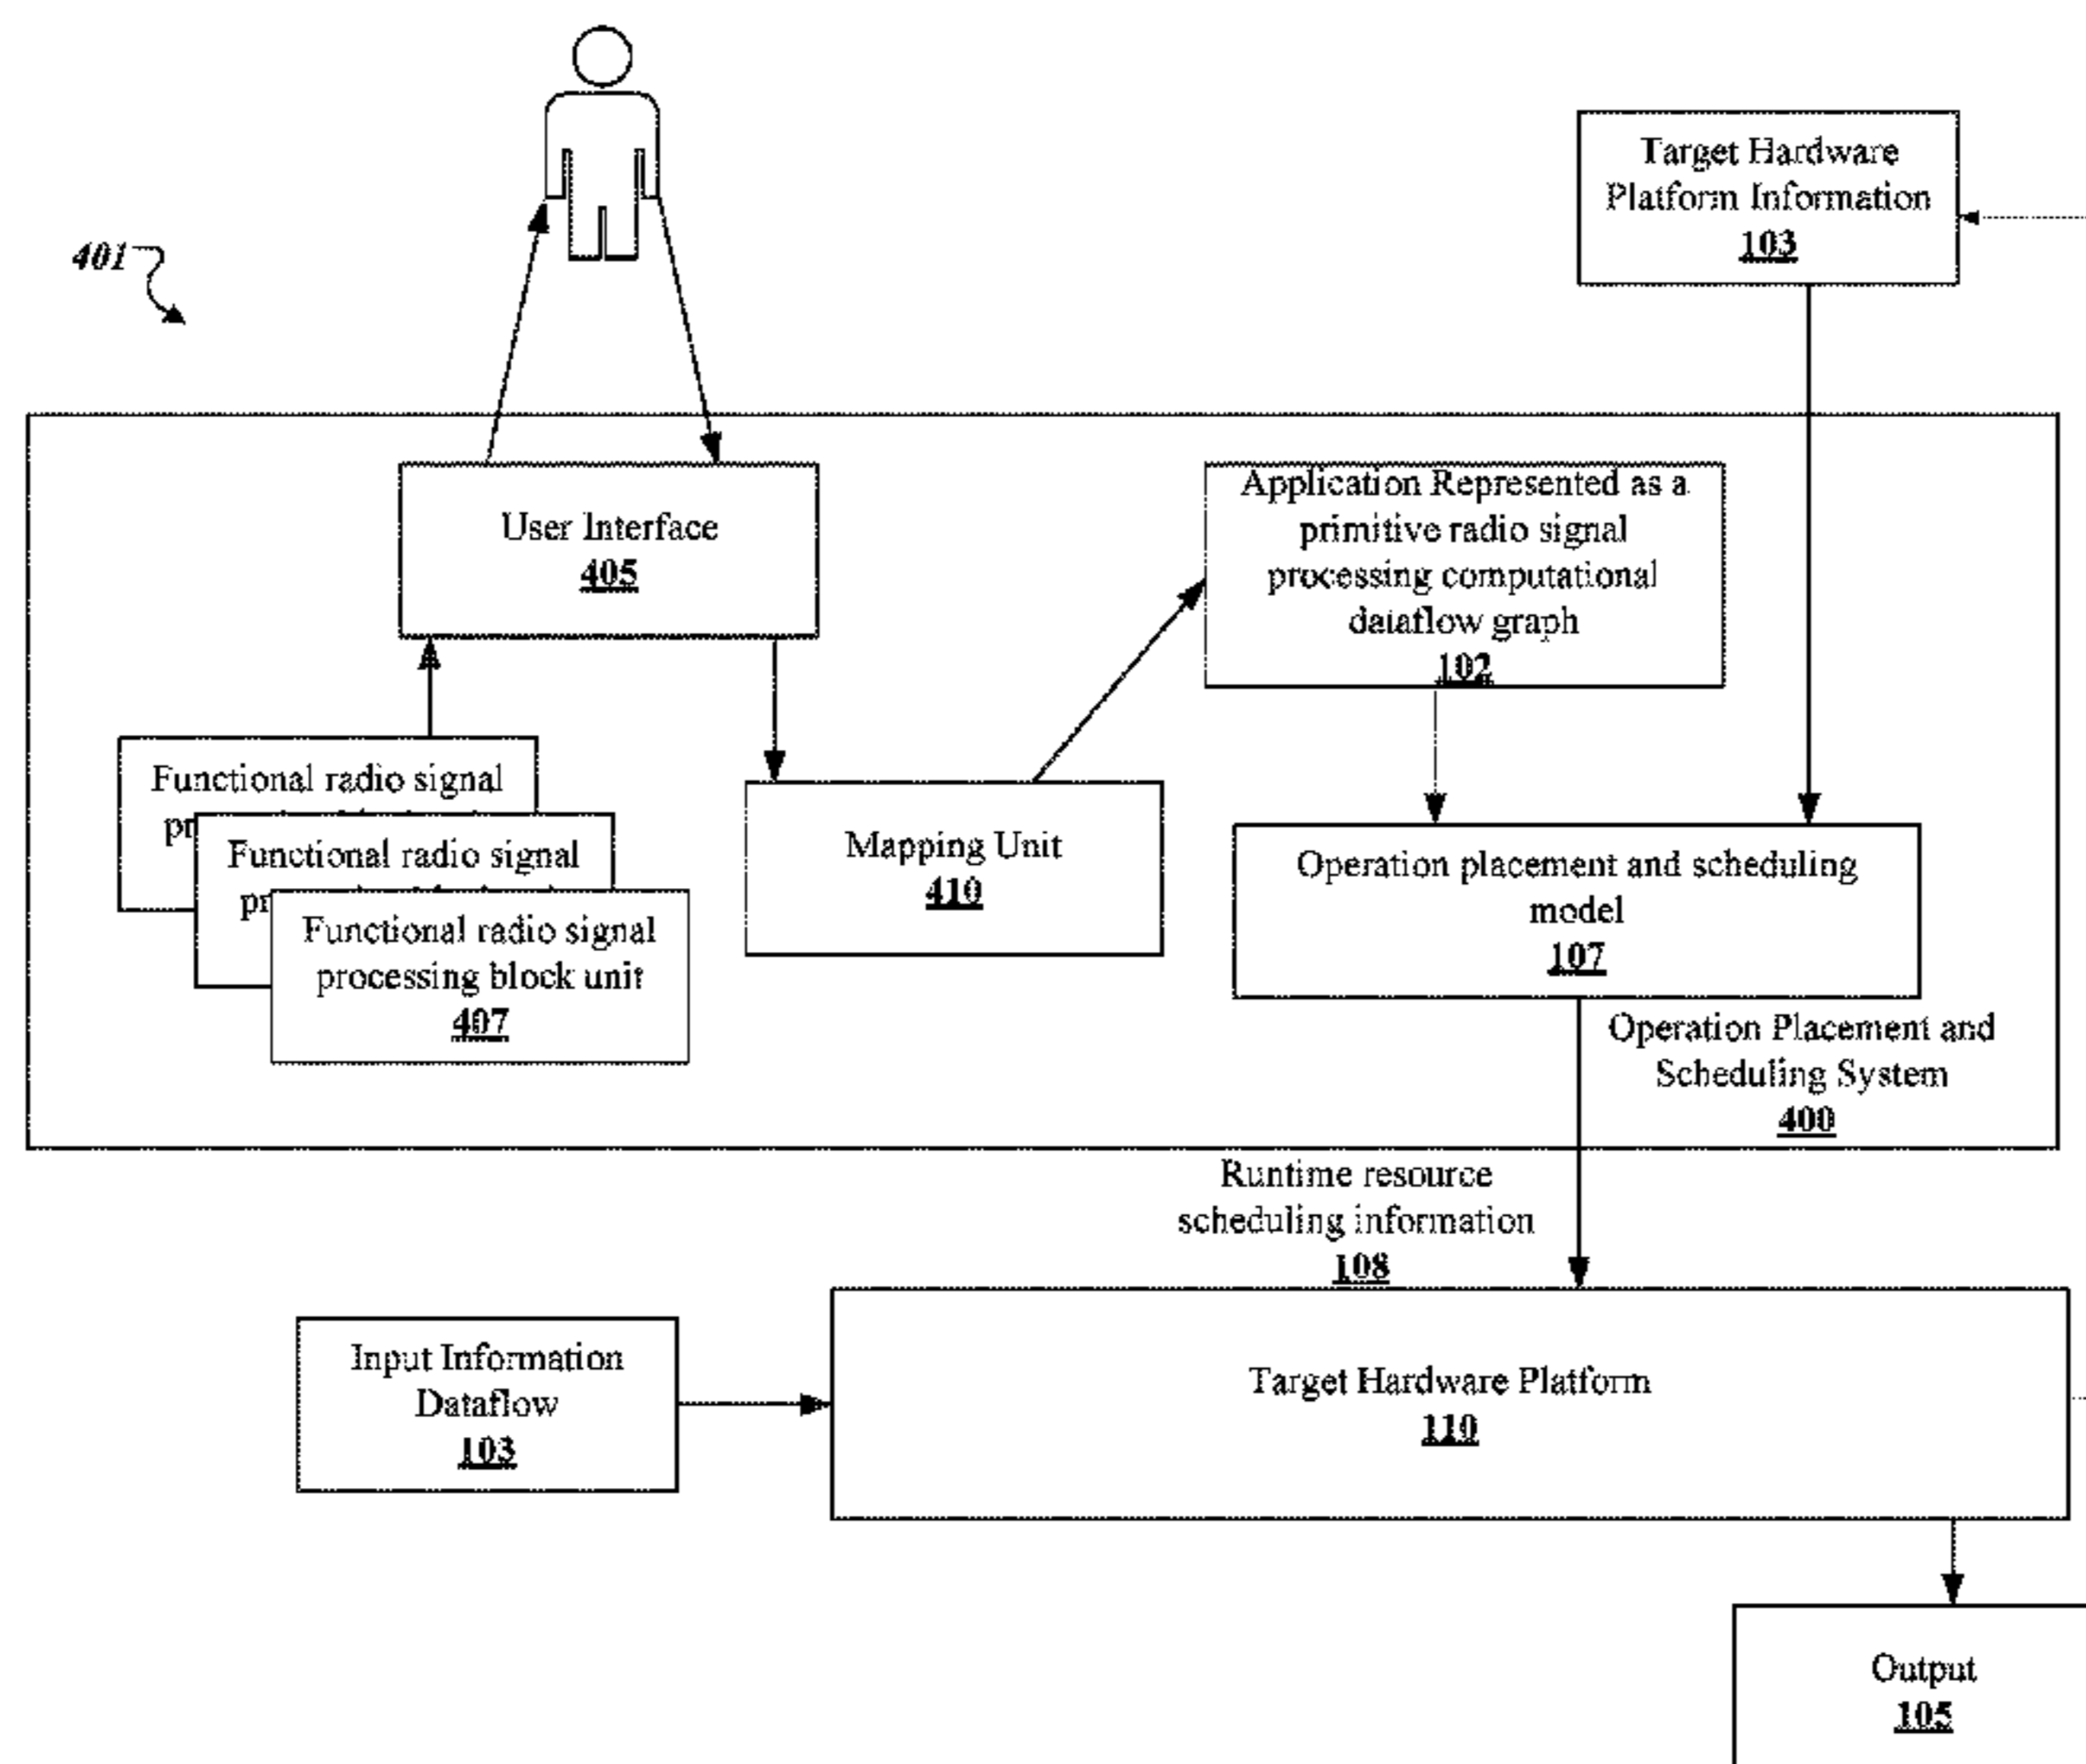 Target Hardware
Platform Information
103
401
User Interface
405
Application Represented as a
primitive radio signal
processing computational
dataflow graph
102
Functional radio signal
Functional radio signal
Functional radio signal
processing block unit
407
Mapping Unit
410
Operation placement and scheduling
model
107
Operation Placement and
Scheduling System
400
Runtime resource
scheduling information
108
Input Information
Dataflow
103
Target Hardware Platform
110
Output
105